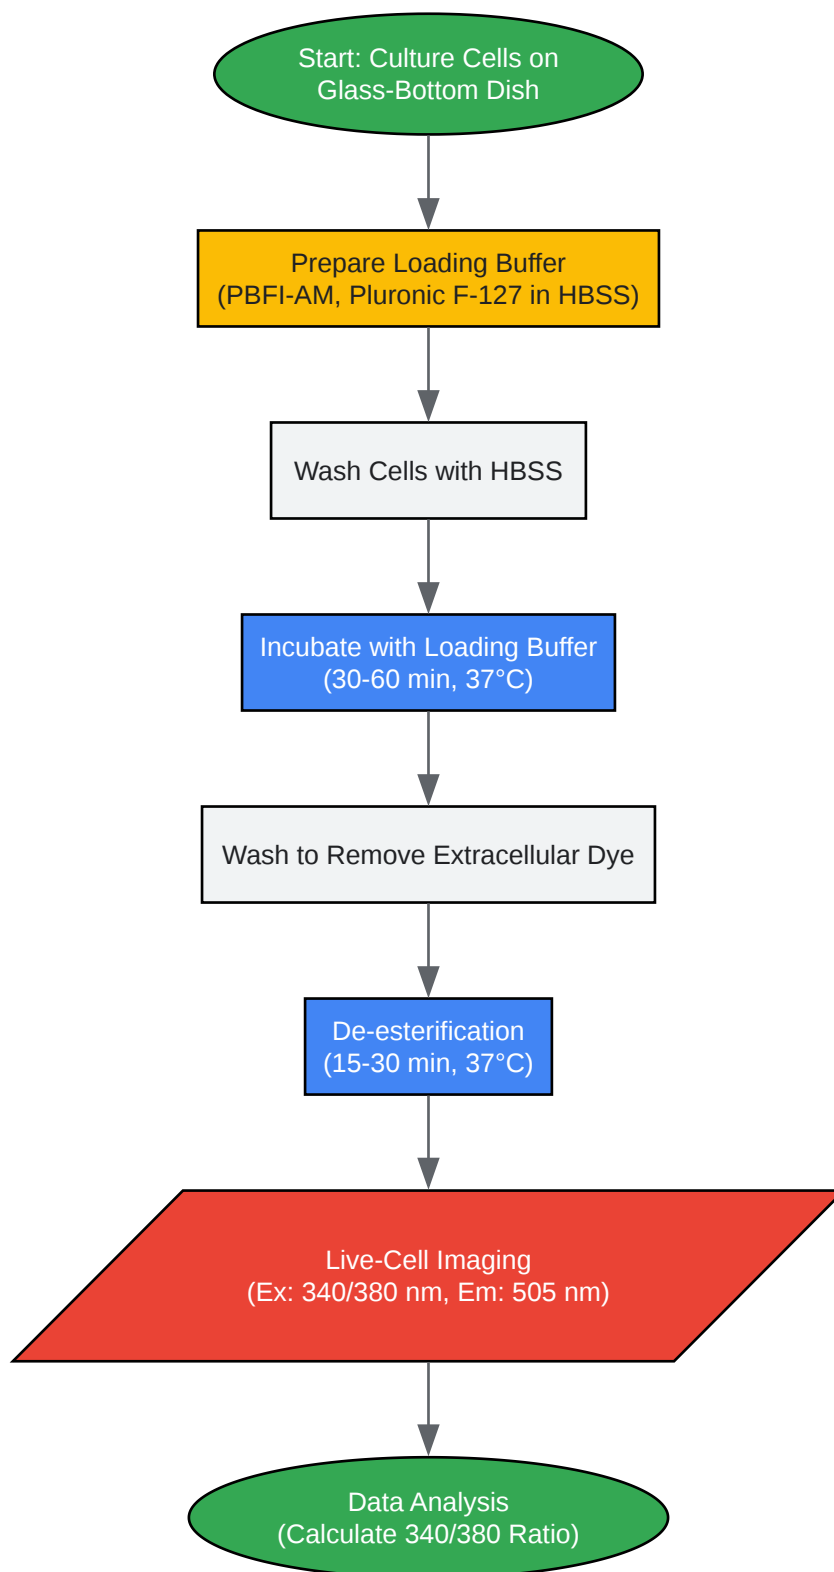 Start: Culture Cells on
Glass-Bottom Dish
Prepare Loading Buffer
(PBFI-AM, Pluronic F-127 in HBSS)
Wash Cells with HBSS
Incubate with Loading Buffer
(30-60 min, 37°C)
Wash to Remove Extracellular Dye
De-esterification
(15-30 min, 37°C)
Live-Cell Imaging
(Ex: 340/380 nm, Em: 505 nm)
Data Analysis
(Calculate 340/380 Ratio)